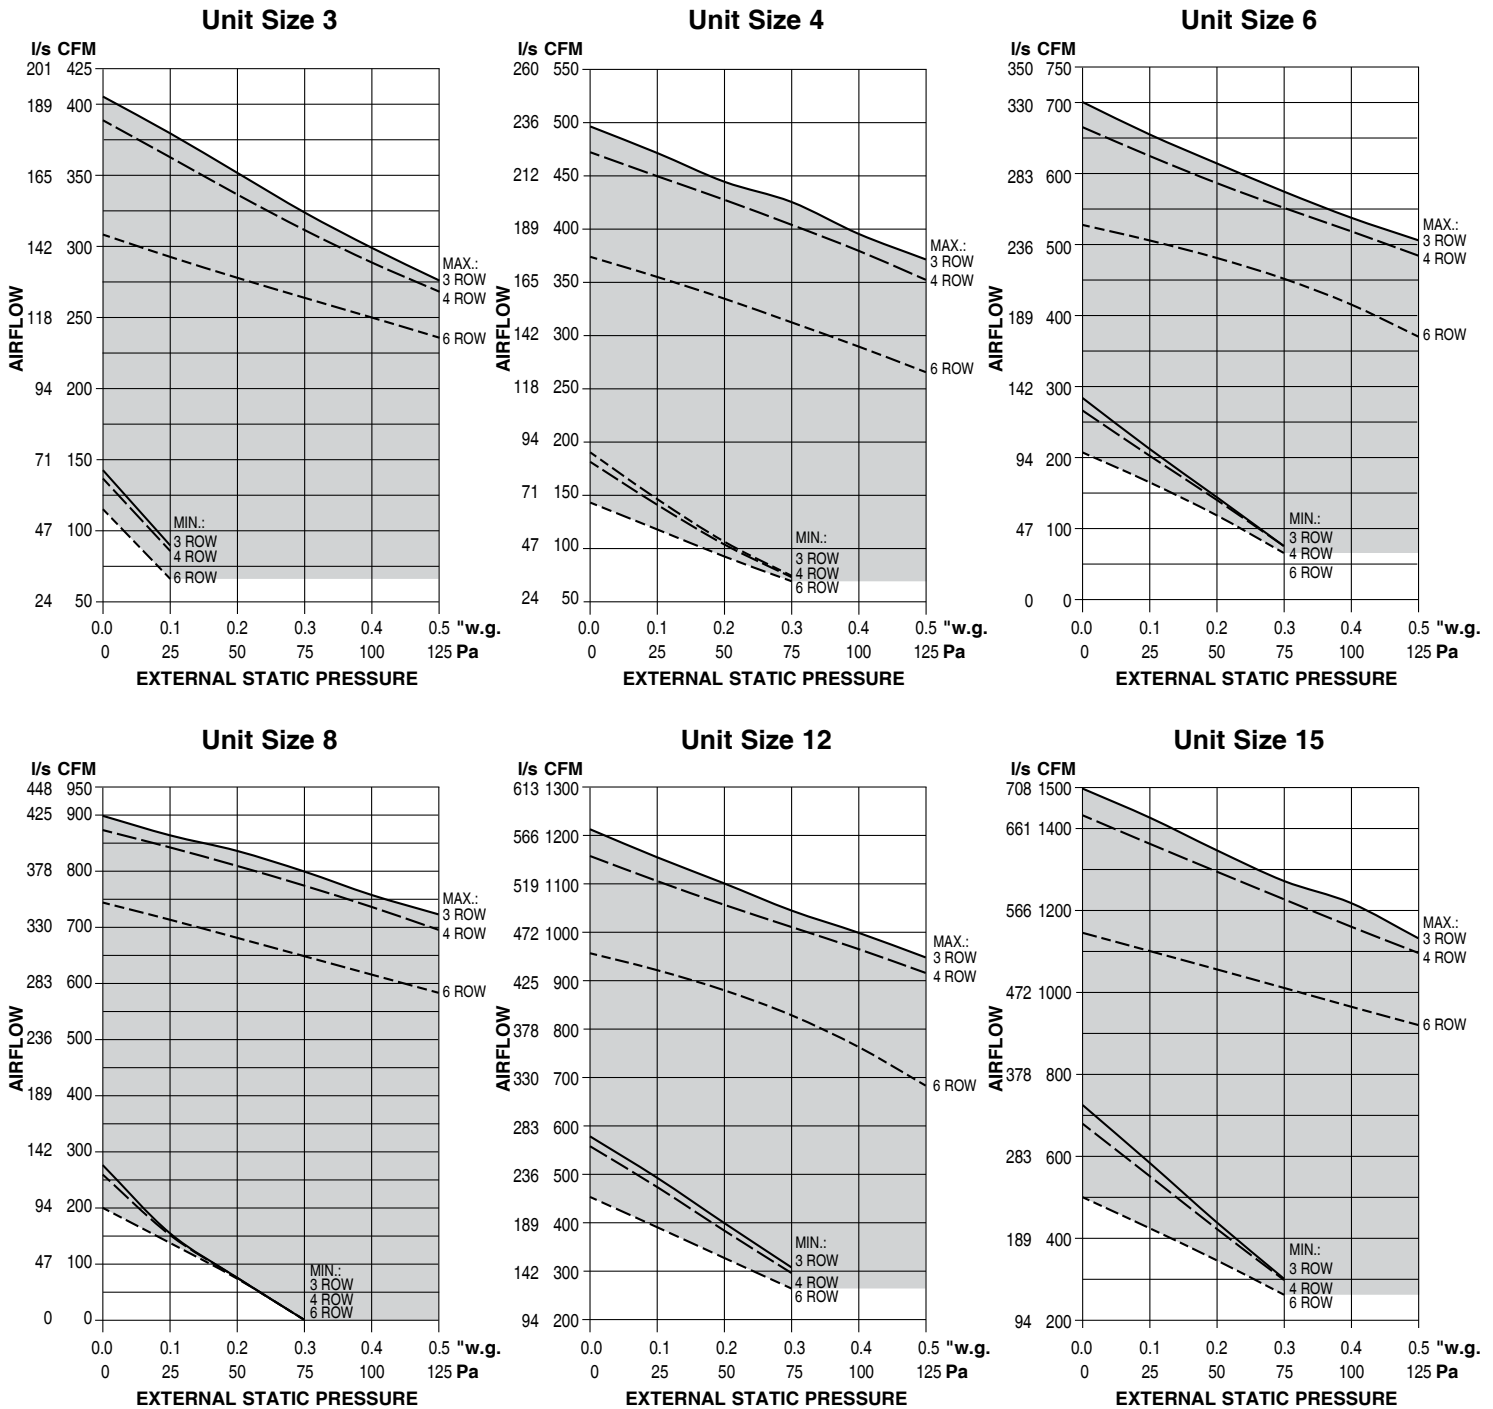 Unit Size 3
l/s CFM
201 425
189 400
165 350
142 300
118 250
94 200
71 150
47 100
24 50
AIRFLOW
MAX.:
3 ROW
4 ROW
6 ROW
MIN.:
3 ROW
4 ROW
6 ROW
0.0 0.1 0.2 0.3 0.4 0.5 "w.g.
0 25 50 75 100 125 Pa
EXTERNAL STATIC PRESSURE
Unit Size 4
l/s CFM
260 550
236 500
212 450
189 400
165 350
142 300
118 250
94 200
71 150
47 100
24 50
AIRFLOW
MAX.:
3 ROW
4 ROW
6 ROW
MIN.:
3 ROW
4 ROW
6 ROW
0.0 0.1 0.2 0.3 0.4 0.5 "w.g.
0 25 50 75 100 125 Pa
EXTERNAL STATIC PRESSURE
Unit Size 6
l/s CFM
350 750
330 700
283 600
236 500
189 400
142 300
94 200
47 100
0 0
AIRFLOW
MAX.:
3 ROW
4 ROW
6 ROW
MIN.:
3 ROW
4 ROW
6 ROW
0.0 0.1 0.2 0.3 0.4 0.5 "w.g.
0 25 50 75 100 125 Pa
EXTERNAL STATIC PRESSURE
Unit Size 8
l/s CFM
448 950
425 900
378 800
330 700
283 600
236 500
189 400
142 300
94 200
47 100
0 0
AIRFLOW
MAX.:
3 ROW
4 ROW
6 ROW
MIN.:
3 ROW
4 ROW
6 ROW
0.0 0.1 0.2 0.3 0.4 0.5 "w.g.
0 25 50 75 100 125 Pa
EXTERNAL STATIC PRESSURE
Unit Size 12
l/s CFM
613 1300
566 1200
519 1100
472 1000
425 900
378 800
330 700
283 600
236 500
189 400
142 300
94 200
AIRFLOW
MAX.:
3 ROW
4 ROW
6 ROW
MIN.:
3 ROW
4 ROW
6 ROW
0.0 0.1 0.2 0.3 0.4 0.5 "w.g.
0 25 50 75 100 125 Pa
EXTERNAL STATIC PRESSURE
Unit Size 15
l/s CFM
708 1500
661 1400
566 1200
472 1000
378 800
283 600
189 400
94 200
AIRFLOW
MAX.:
3 ROW
4 ROW
6 ROW
MIN.:
3 ROW
4 ROW
6 ROW
0.0 0.1 0.2 0.3 0.4 0.5 "w.g.
0 25 50 75 100 125 Pa
EXTERNAL STATIC PRESSURE